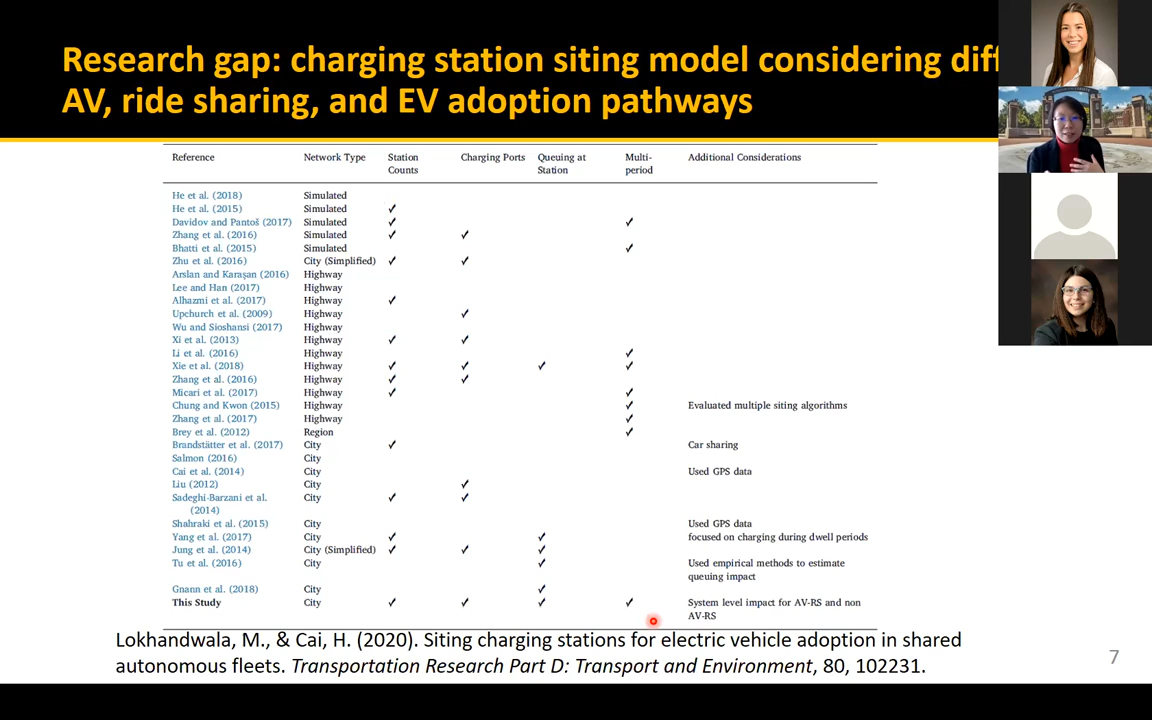 Research gap: charging station siting model considering diff
AV, ride sharing, and EV adoption pathways
Reference Network Type Station Counts Charging Ports Queuing at Station Multi-period Additional Considerations
He et al. (2018) Simulated
He et al. (2015) Simulated ✓
Davidov and Pantoš (2017) Simulated ✓ ✓
Zhang et al. (2016) Simulated ✓ ✓
Bhatti et al. (2015) Simulated ✓
Zhu et al. (2016) City (Simplified) ✓ ✓
Arslan and Karaşan (2016) Highway
Lee and Han (2017) Highway
Alhazmi et al. (2017) Highway ✓
Upchurch et al. (2009) Highway ✓
Wu and Sioshansi (2017) Highway
Xi et al. (2013) Highway ✓ ✓
Li et al. (2016) Highway ✓
Xie et al. (2018) Highway ✓ ✓ ✓ ✓
Zhang et al. (2016) Highway ✓ ✓
Micari et al. (2017) Highway ✓ ✓
Chung and Kwon (2015) Highway ✓ Evaluated multiple siting algorithms
Zhang et al. (2017) Highway ✓
Brey et al. (2012) Region ✓
Brandstätter et al. (2017) City ✓ Car sharing
Salmon (2016) City
Cai et al. (2014) City Used GPS data
Liu (2012) City ✓
Sadeghi-Barzani et al. City ✓ ✓
(2014)
Shahraki et al. (2015) City Used GPS data
Yang et al. (2017) City ✓ ✓ focused on charging during dwell periods
Jung et al. (2014) City (Simplified) ✓ ✓ ✓
Tu et al. (2016) City ✓ Used empirical methods to estimate
queuing impact
Gnann et al. (2018) City ✓
This Study City ✓ ✓ ✓ ✓ System level impact for AV-RS and non
AV-RS
Lokhandwala, M., & Cai, H. (2020). Siting charging stations for electric vehicle adoption in shared
autonomous fleets. Transportation Research Part D: Transport and Environment, 80, 102231.
7